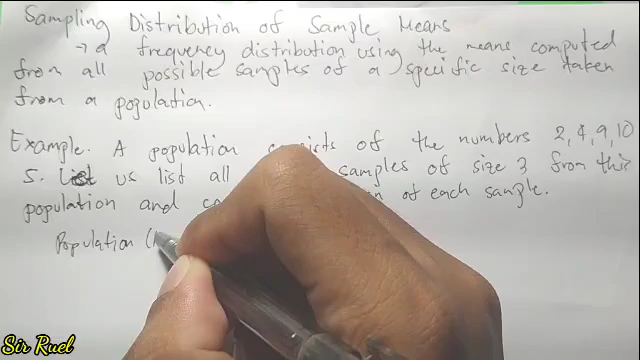 Sampling Distribution of Sample Means
→ a frequency distribution using the means computed
from all possible samples of a specific size taken
from a population.
Example. A population consists of the numbers 2, 4, 9, 10
5. Let us list all samples of size 3 from this
population and of each sample.
Population (
Sir Ruel